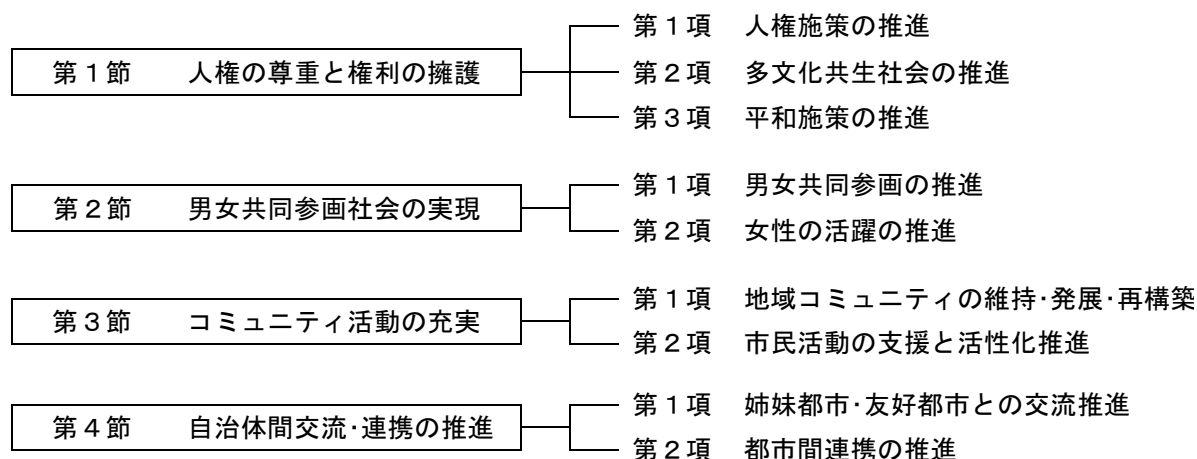 第１節　人権の尊重と権利の擁護
第１項　人権施策の推進
第２項　多文化共生社会の推進
第３項　平和施策の推進
第２節　男女共同参画社会の実現
第１項　男女共同参画の推進
第２項　女性の活躍の推進
第３節　コミュニティ活動の充実
第１項　地域コミュニティの維持･発展･再構築
第２項　市民活動の支援と活性化推進
第４節　自治体間交流･連携の推進
第１項　姉妹都市･友好都市との交流推進
第２項　都市間連携の推進